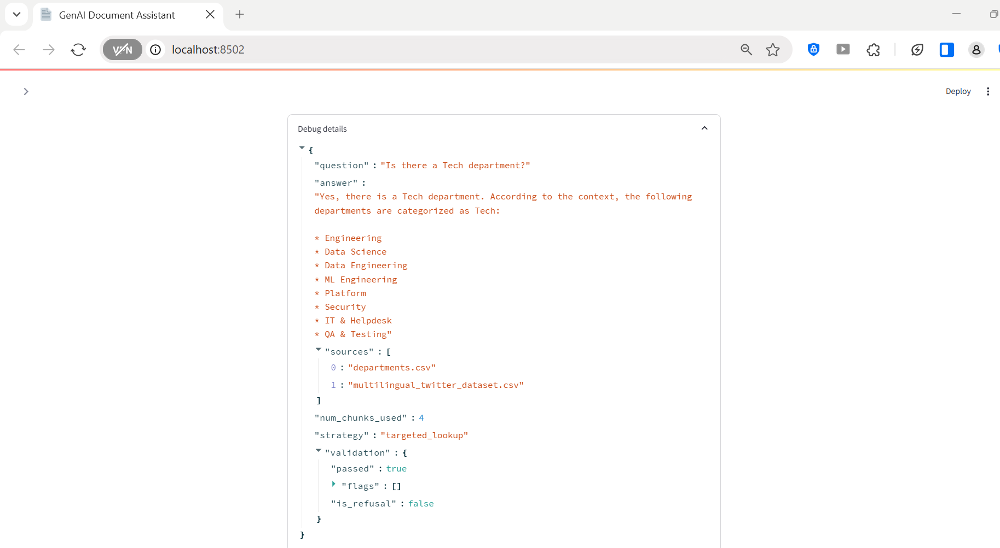 GenAI Document Assistant
VPN
localhost:8502
Deploy
Debug details
{
"question" : "Is there a Tech department?"
"answer" :
"Yes, there is a Tech department. According to the context, the following
departments are categorized as Tech:
* Engineering
* Data Science
* Data Engineering
* ML Engineering
* Platform
* Security
* IT & Helpdesk
* QA & Testing"
"sources" : [
0 : "departments.csv"
1 : "multilingual_twitter_dataset.csv"
]
"num_chunks_used" : 4
"strategy" : "targeted_lookup"
"validation" : {
"passed" : true
"flags" : []
"is_refusal" : false
}
}